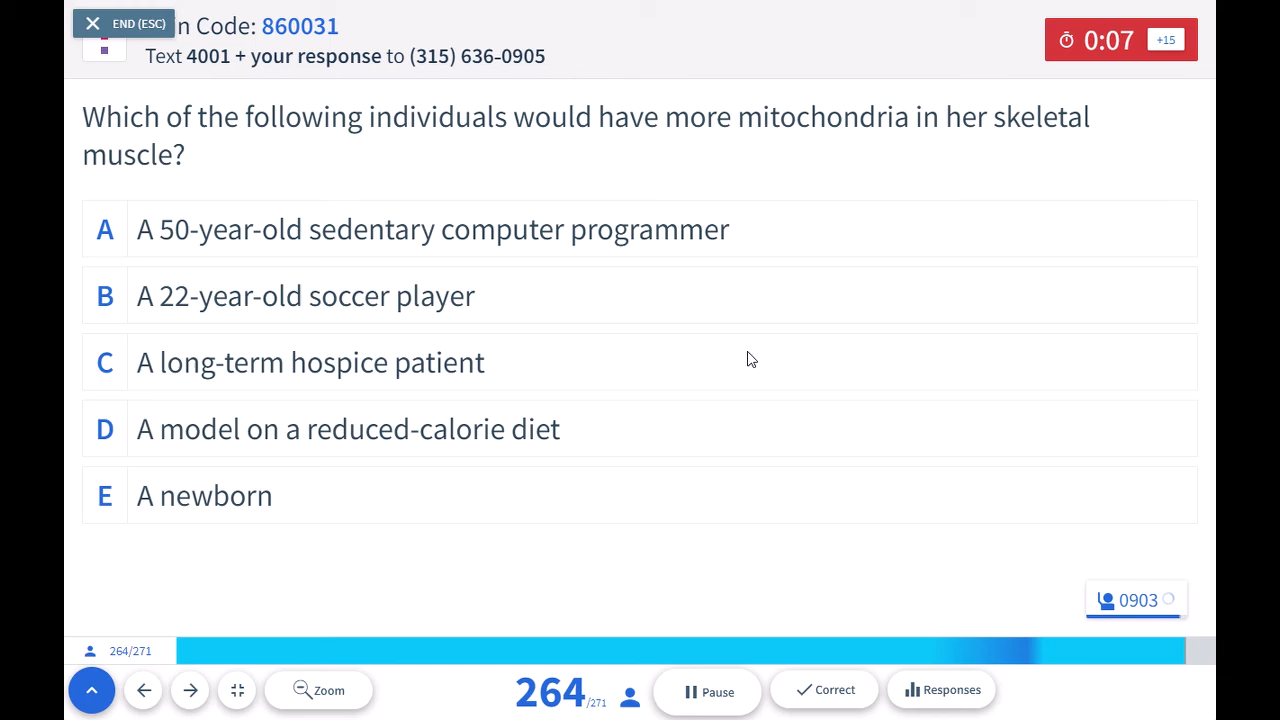 END (ESC)
n Code: 860031
Text 4001 + your response to (315) 636-0905
0:07
+15
Which of the following individuals would have more mitochondria in her skeletal
muscle?
A A 50-year-old sedentary computer programmer
B A 22-year-old soccer player
C A long-term hospice patient
D A model on a reduced-calorie diet
E A newborn
0903
264/271
Zoom
264/271
Pause
Correct
Responses